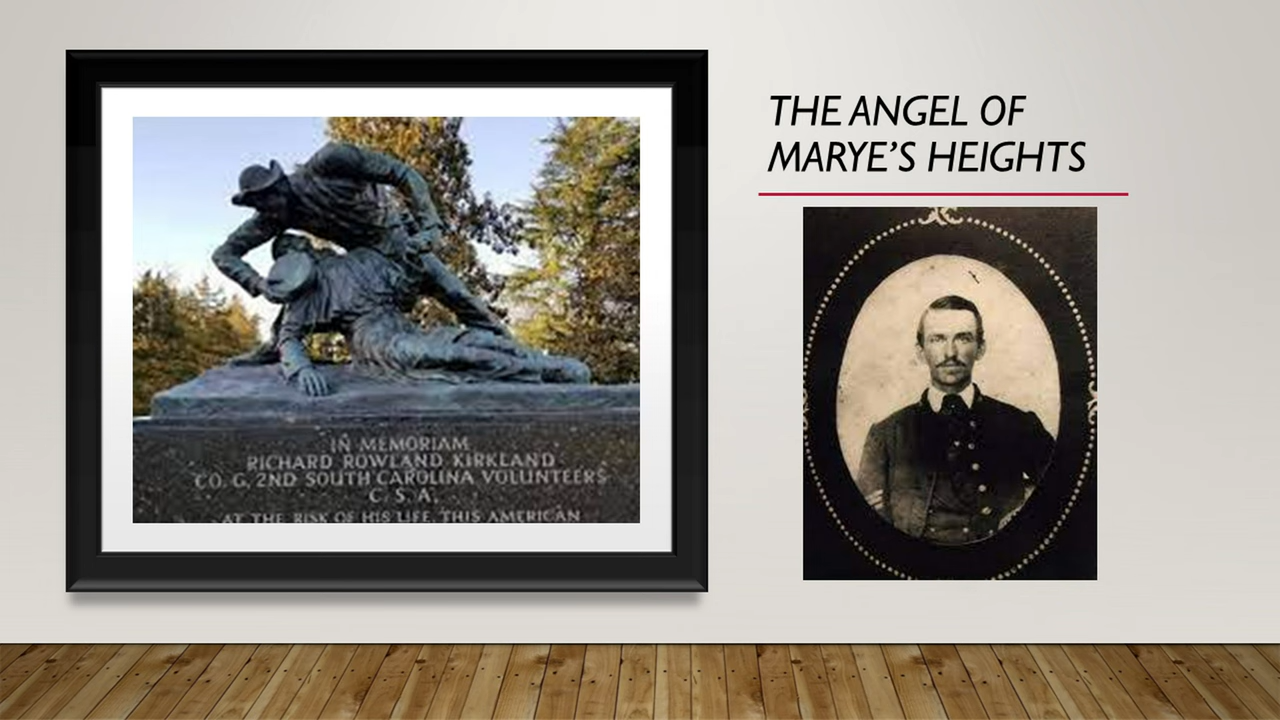 THE ANGEL OF
MARYE’S HEIGHTS
IN MEMORIAM
RICHARD ROWLAND KIRKLAND
CO. G, 2ND SOUTH CAROLINA VOLUNTEERS
C. S. A.
AT THE RISK OF HIS LIFE, THIS AMERICAN